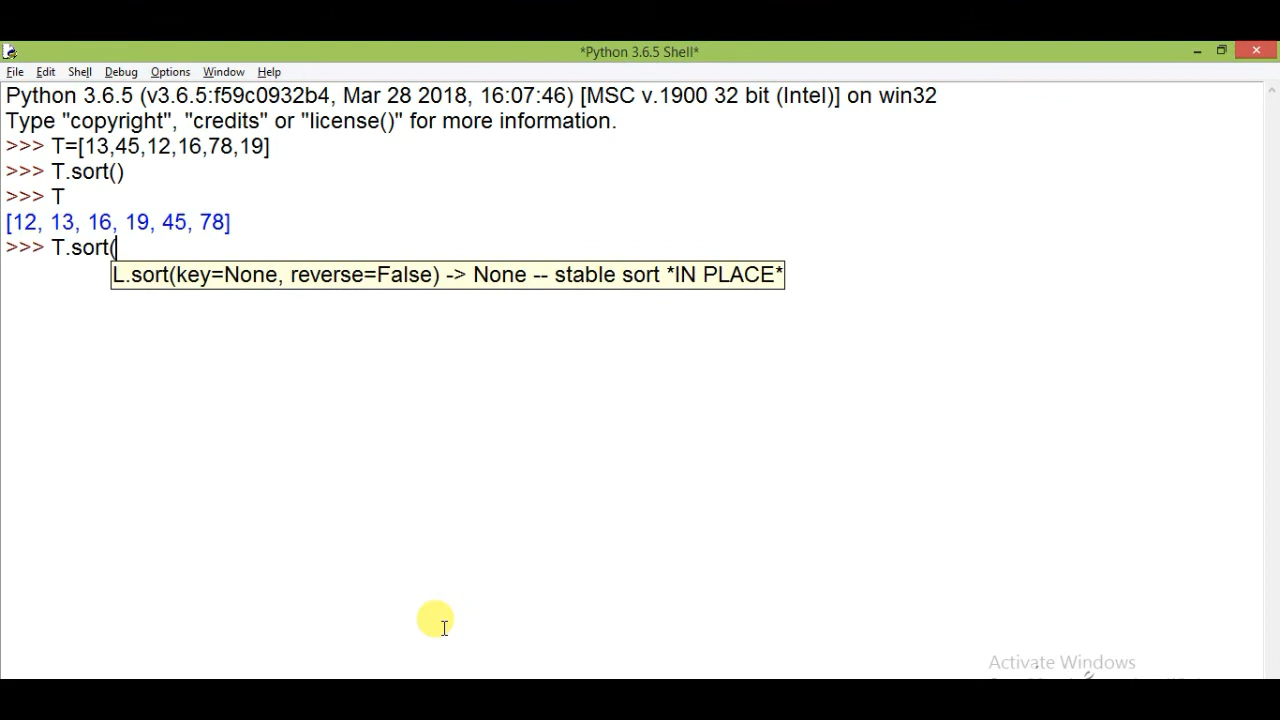 *Python 3.6.5 Shell*
File Edit Shell Debug Options Window Help
Python 3.6.5 (v3.6.5:f59c0932b4, Mar 28 2018, 16:07:46) [MSC v.1900 32 bit (Intel)] on win32
Type "copyright", "credits" or "license()" for more information.
>>> T=[13,45,12,16,78,19]
>>> T.sort()
>>> T
[12, 13, 16, 19, 45, 78]
>>> T.sort(
L.sort(key=None, reverse=False) -> None -- stable sort *IN PLACE*
Activate Windows